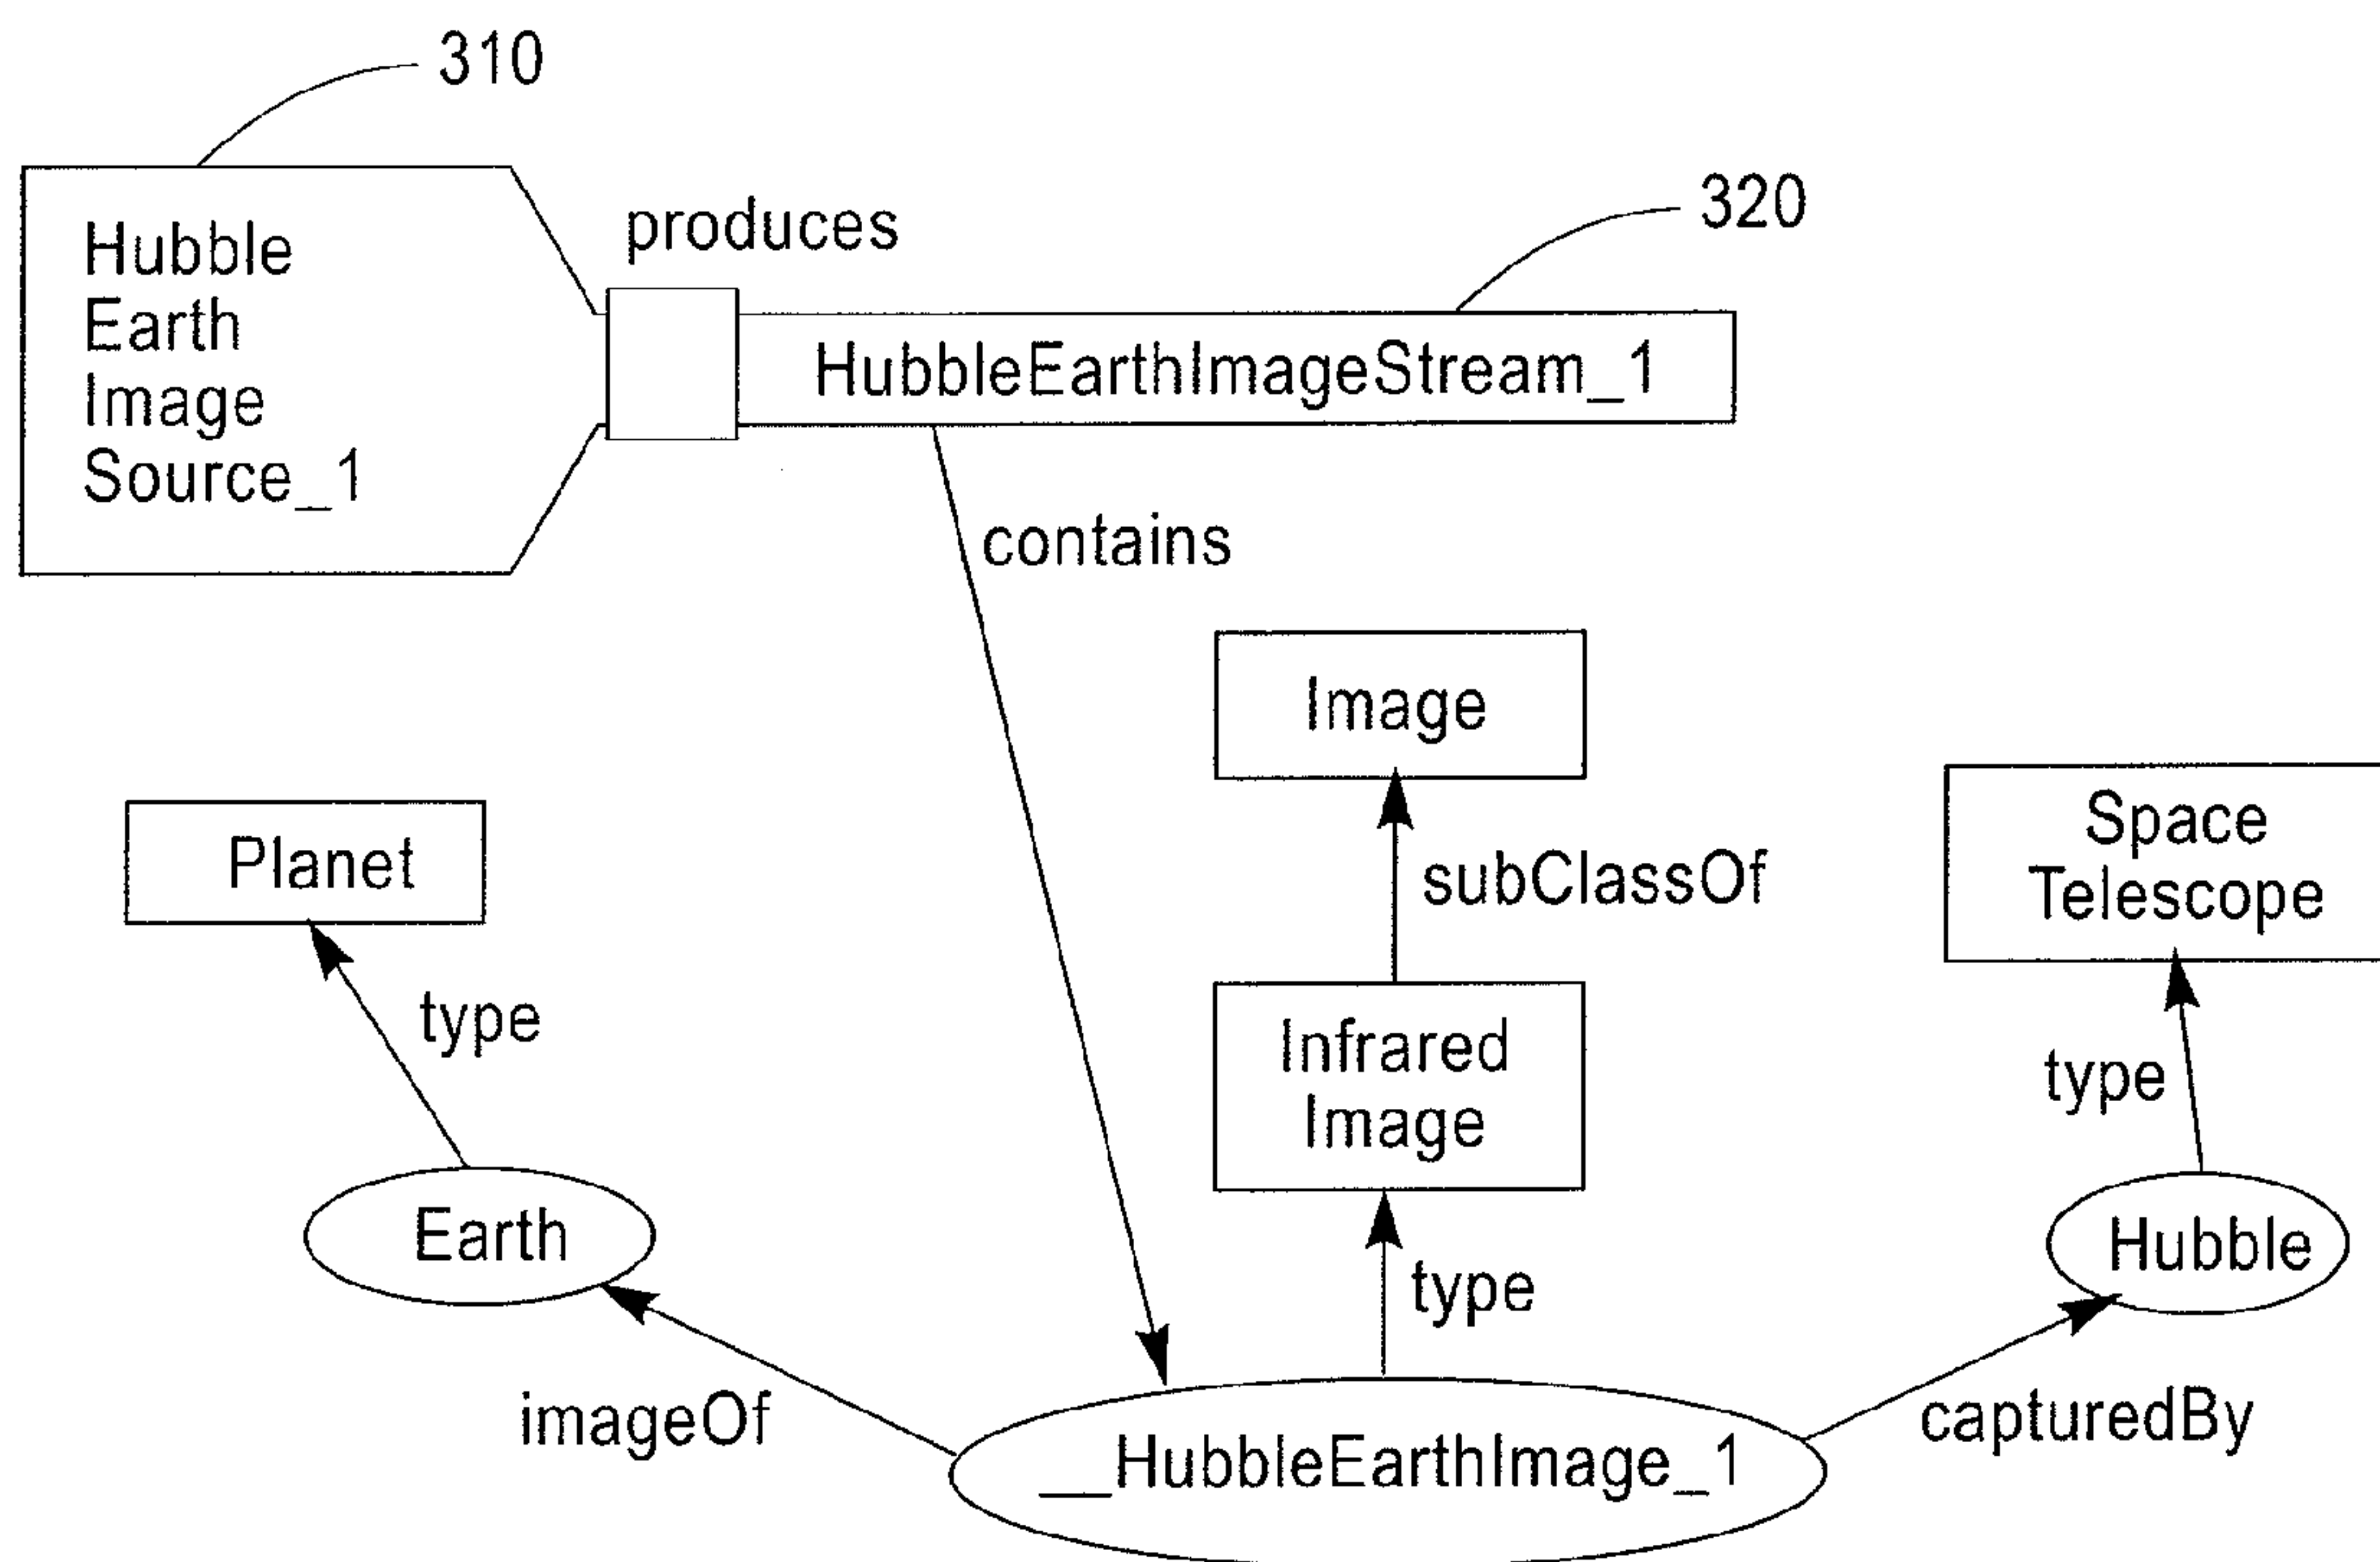 310
Hubble
Earth
Image
Source_1
produces
320
HubbleEarthImageStream_1
contains
Image
subClassOf
Planet
Space
Telescope
type
Infrared
Image
type
Earth
Hubble
type
imageOf
capturedBy
__HubbleEarthImage_1